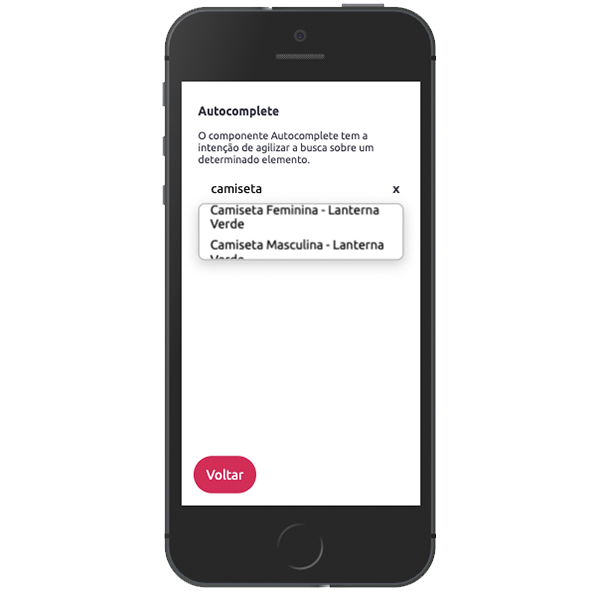 Autocomplete
O componente Autocomplete tem a
intenção de agilizar a busca sobre um
determinado elemento.
camiseta x
Camiseta Feminina - Lanterna
Verde
Camiseta Masculina - Lanterna
Verde
Voltar